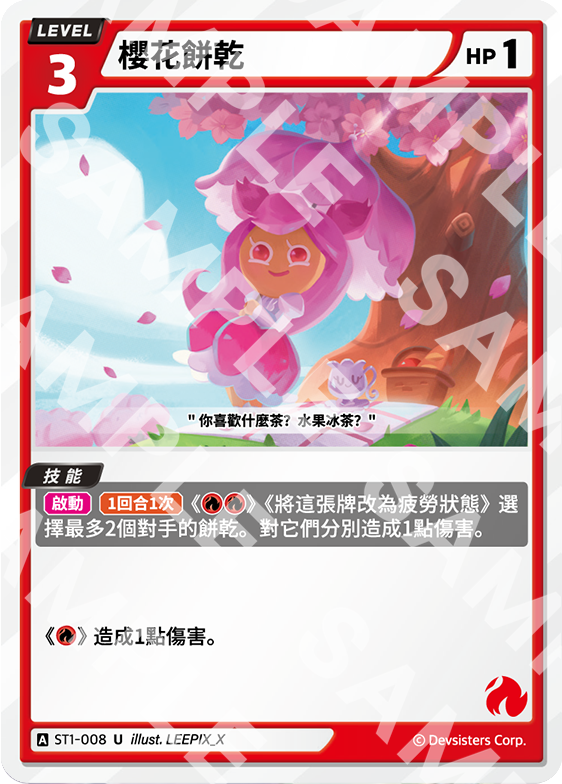 LEVEL
3
櫻花餅乾
HP 1
"你喜歡什麼茶？水果冰茶？"
技能
啟動 1回合1次 《》《將這張牌改為疲勞狀態》選
擇最多2個對手的餅乾。對它們分別造成1點傷害。
《》造成1點傷害。
A ST1-008 U illust. LEEPIX_X
© Devsisters Corp.
SAMPLE